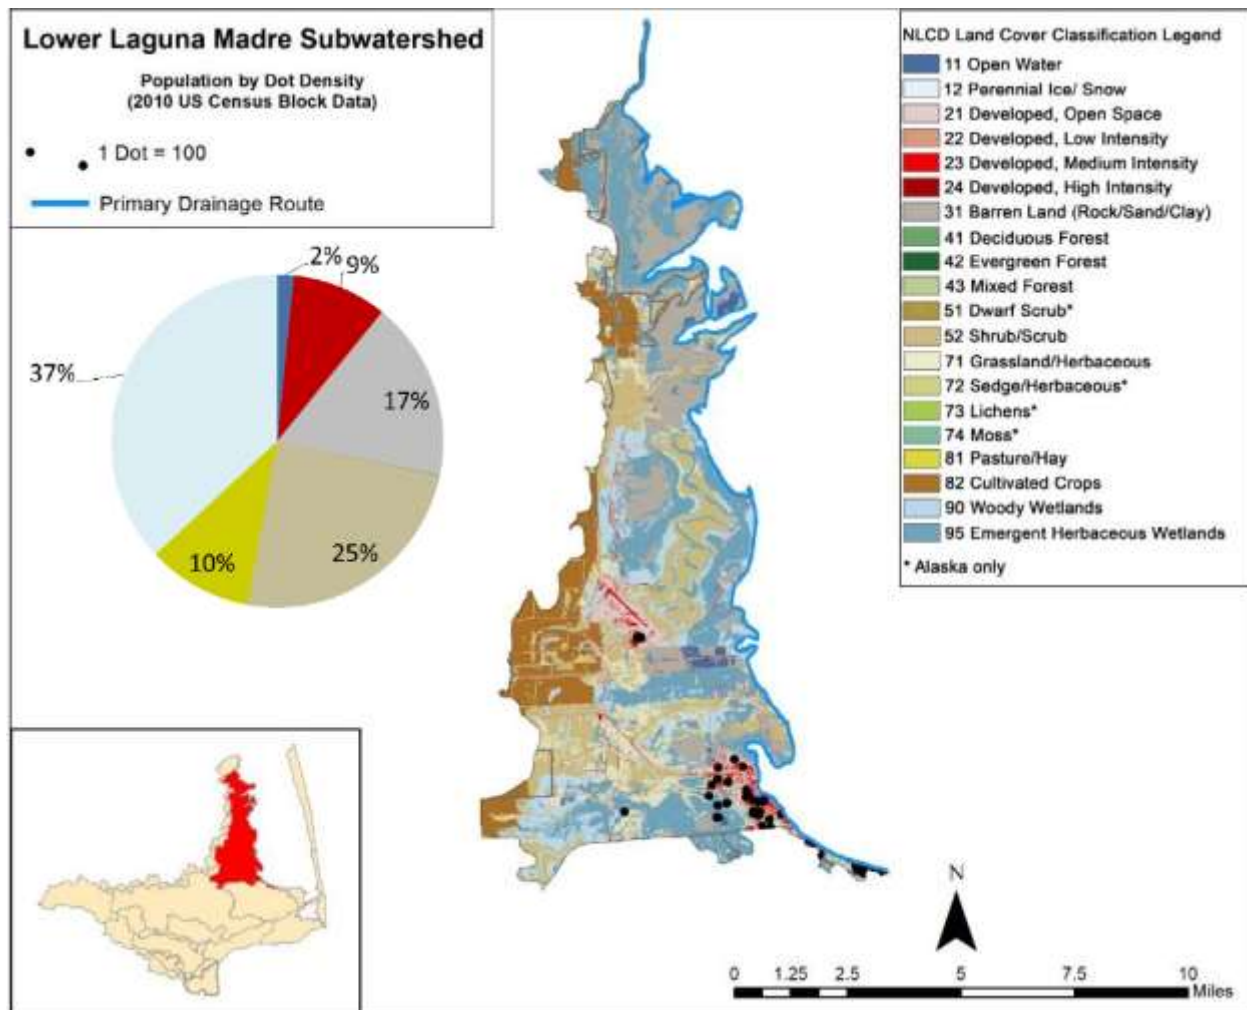 Lower Laguna Madre Subwatershed
Population by Dot Density
(2010 US Census Block Data)
1 Dot = 100
Primary Drainage Route
2%
9%
37%
17%
10%
25%
NLCD Land Cover Classification Legend
11 Open Water
12 Perennial Ice/ Snow
21 Developed, Open Space
22 Developed, Low Intensity
23 Developed, Medium Intensity
24 Developed, High Intensity
31 Barren Land (Rock/Sand/Clay)
41 Deciduous Forest
42 Evergreen Forest
43 Mixed Forest
51 Dwarf Scrub*
52 Shrub/Scrub
71 Grassland/Herbaceous
72 Sedge/Herbaceous*
73 Lichens*
74 Moss*
81 Pasture/Hay
82 Cultivated Crops
90 Woody Wetlands
95 Emergent Herbaceous Wetlands
* Alaska only
N
0 1.25 2.5 5 7.5 10
Miles